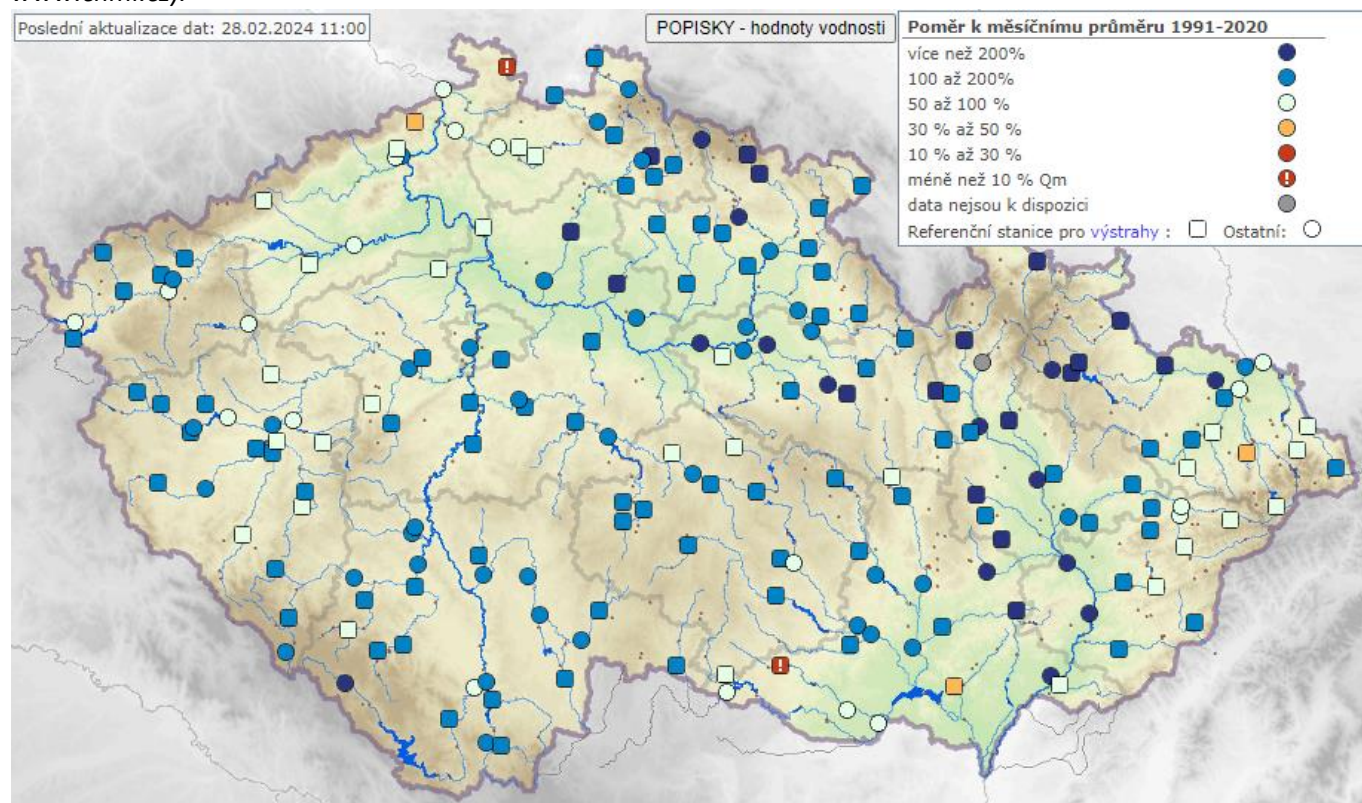 Poslední aktualizace dat: 28.02.2024 11:00
POPISKY - hodnoty vodnosti
Poměr k měsíčnímu průměru 1991-2020
více než 200%
100 až 200%
50 až 100 %
30 % až 50 %
10 % až 30 %
méně než 10 % Qm
data nejsou k dispozici
Referenční stanice pro výstrahy : Ostatní: